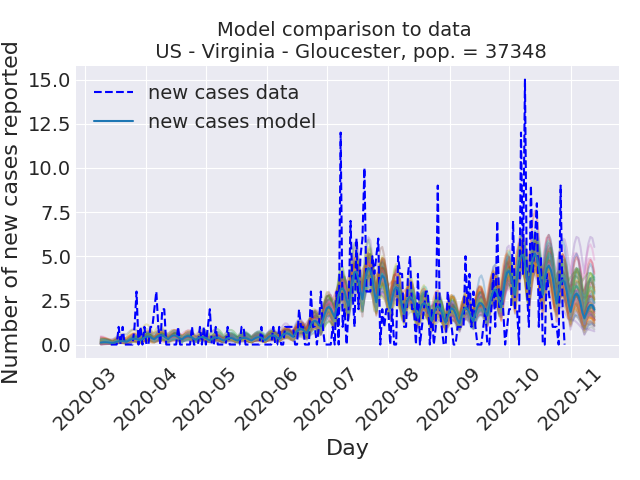 Model comparison to data
US - Virginia - Gloucester, pop. = 37348
Number of new cases reported
15.0
12.5
10.0
7.5
5.0
2.5
0.0
new cases data
new cases model
2020-03
2020-04
2020-05
2020-06
2020-07
2020-08
2020-09
2020-10
2020-11
Day